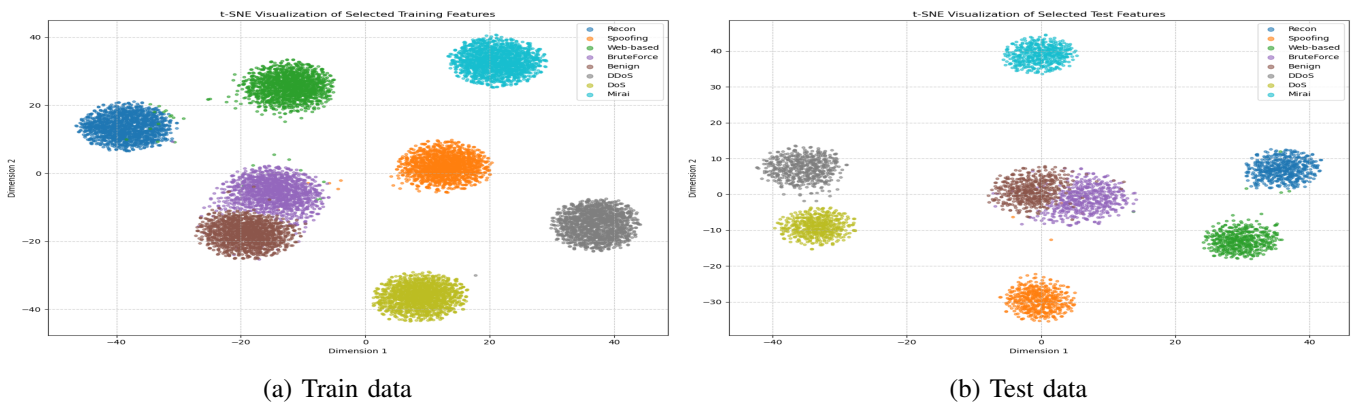 t-SNE Visualization of Selected Training Features
Recon
Spoofing
Web-based
BruteForce
Benign
DDoS
DoS
Mirai
40
20
0
−20
−40
Dimension 2
−40 −20 0 20 40
Dimension 1
(a) Train data
t-SNE Visualization of Selected Test Features
Recon
Spoofing
Web-based
BruteForce
Benign
DDoS
DoS
Mirai
40
30
20
10
0
−10
−20
−30
Dimension 2
−40 −20 0 20 40
Dimension 1
(b) Test data